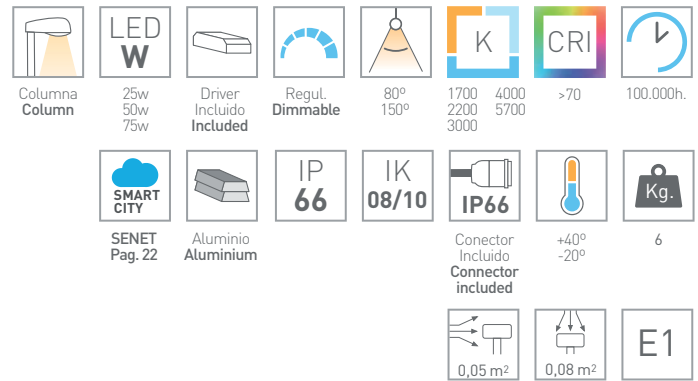 LED
W
K
CRI
Columna
Column
25w
50w
75w
Driver
Incluido
Included
Regul.
Dimmable
80º
150º
1700 4000
2200 5700
3000
>70
100.000h.
SMART
CITY
IP
66
IK
08/10
IP66
Kg.
SENET
Pag. 22
Aluminio
Aluminium
Conector
Incluido
Connector
included
+40º
-20º
6
0,05 m²
0,08 m²
E1